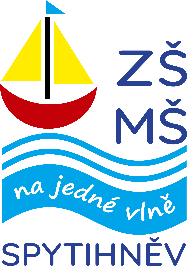 ZŠ
MŠ
na jedné vlně
SPYTIHNĚV